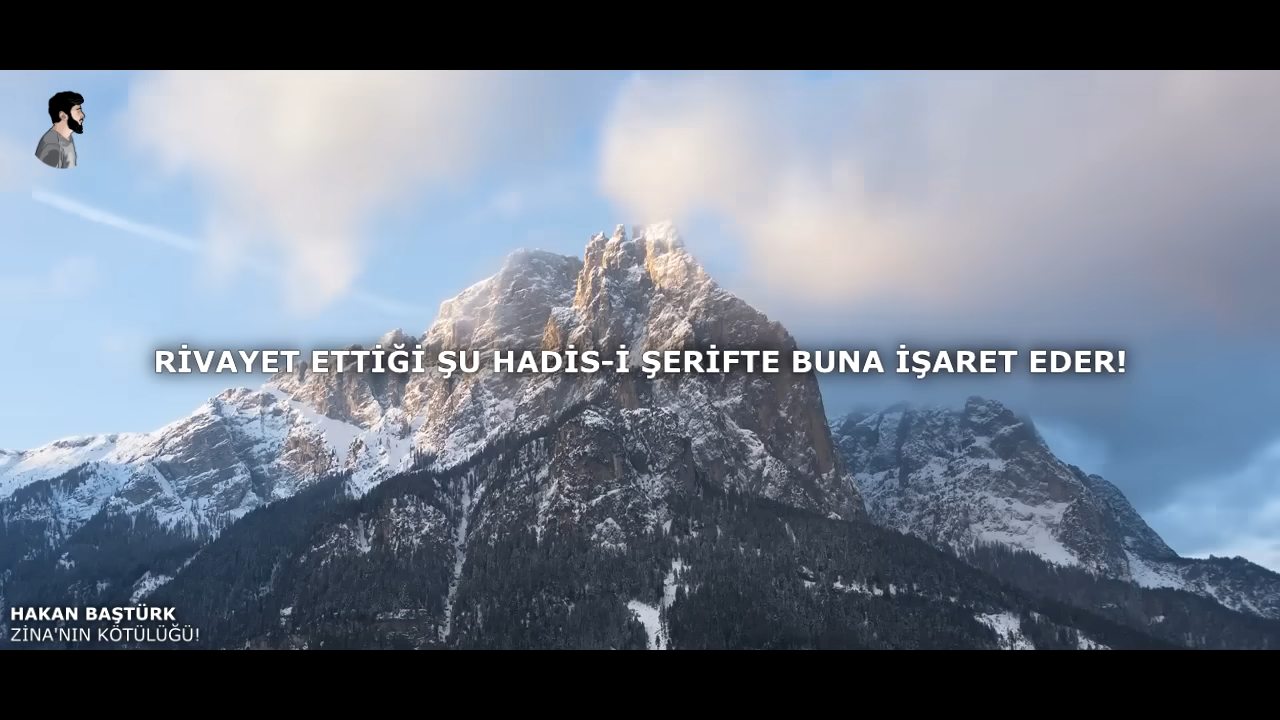 RİVAYET ETTİĞİ ŞU HADİS-İ ŞERİFTE BUNA İŞARET EDER!
HAKAN BAŞTÜRK
ZİNA'NIN KÖTÜLÜĞÜ!